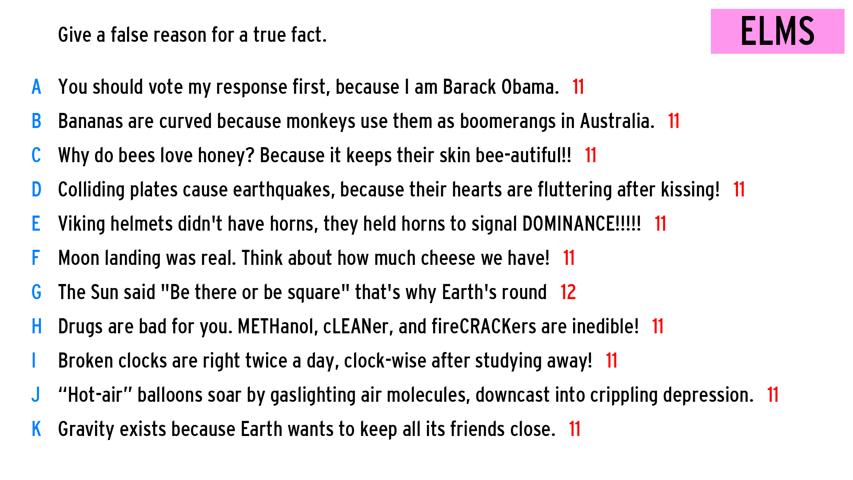 Give a false reason for a true fact.
ELMS
A You should vote my response first, because I am Barack Obama. 11
B Bananas are curved because monkeys use them as boomerangs in Australia. 11
C Why do bees love honey? Because it keeps their skin bee-autiful!! 11
D Colliding plates cause earthquakes, because their hearts are fluttering after kissing! 11
E Viking helmets didn't have horns, they held horns to signal DOMINANCE!!!!! 11
F Moon landing was real. Think about how much cheese we have! 11
G The Sun said "Be there or be square" that's why Earth's round 12
H Drugs are bad for you. METHanol, cLEANer, and fireCRACKers are inedible! 11
I Broken clocks are right twice a day, clock-wise after studying away! 11
J “Hot-air” balloons soar by gaslighting air molecules, downcast into crippling depression. 11
K Gravity exists because Earth wants to keep all its friends close. 11